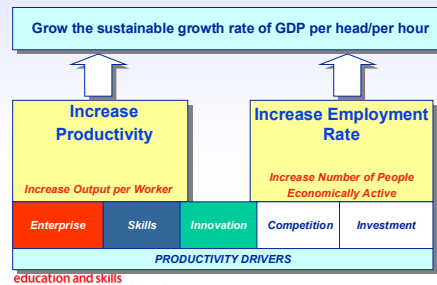 Grow the sustainable growth rate of GDP per head/per hour
Increase
Productivity
Increase Output per Worker
Increase Employment
Rate
Increase Number of People
Economically Active
Enterprise
Skills
Innovation
Competition
Investment
PRODUCTIVITY DRIVERS
education and skills